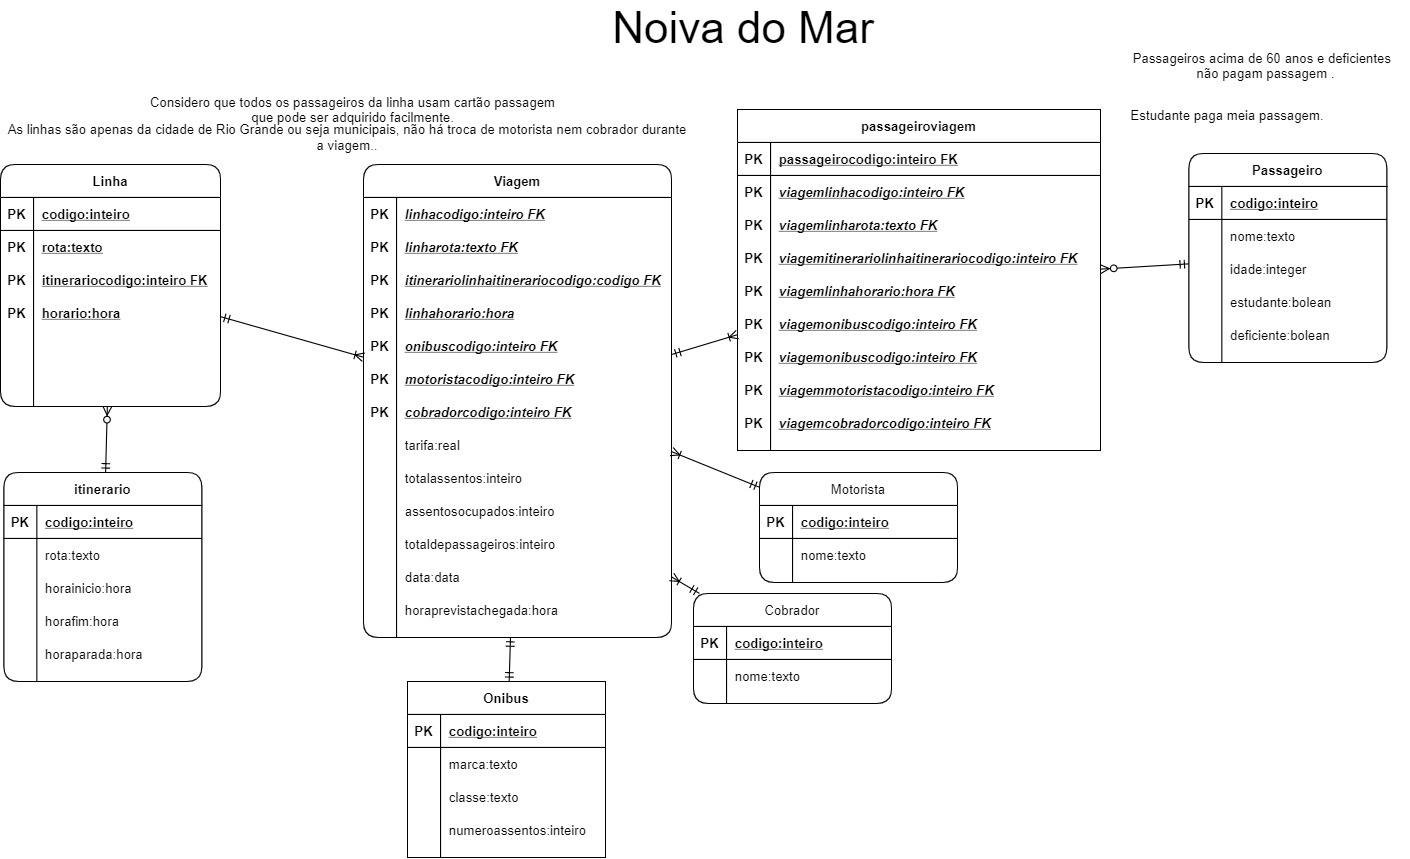 Noiva do Mar
Passageiros acima de 60 anos e deficientes
não pagam passagem .
Estudante paga meia passagem.
Considero que todos os passageiros da linha usam cartão passagem
que pode ser adquirido facilmente.
As linhas são apenas da cidade de Rio Grande ou seja municipais, não há troca de motorista nem cobrador durante
a viagem..
Linha
PK codigo:inteiro
PK rota:texto
PK itinerariocodigo:inteiro FK
PK horario:hora
Viagem
PK linhacodigo:inteiro FK
PK linharota:texto FK
PK itinerariolinhaitinerariocodigo:codigo FK
PK linhahorario:hora
PK onibuscodigo:inteiro FK
PK motoristacodigo:inteiro FK
PK cobradorcodigo:inteiro FK
tarifa:real
totalassentos:inteiro
assentosocupados:inteiro
totaldepassageiros:inteiro
data:data
horaprevistachegada:hora
passageiroviagem
PK passageirocodigo:inteiro FK
PK viagemlinhacodigo:inteiro FK
PK viagemlinharota:texto FK
PK viagemitinerariolinhaitinerariocodigo:inteiro FK
PK viagemlinhahorario:hora FK
PK viagemonibuscodigo:inteiro FK
PK viagemonibuscodigo:inteiro FK
PK viagemmotoristacodigo:inteiro FK
PK viagemcobradorcodigo:inteiro FK
Passageiro
PK codigo:inteiro
nome:texto
idade:integer
estudante:bolean
deficiente:bolean
itinerario
PK codigo:inteiro
rota:texto
horainicio:hora
horafim:hora
horaparada:hora
Motorista
PK codigo:inteiro
nome:texto
Cobrador
PK codigo:inteiro
nome:texto
Onibus
PK codigo:inteiro
marca:texto
classe:texto
numeroassentos:inteiro